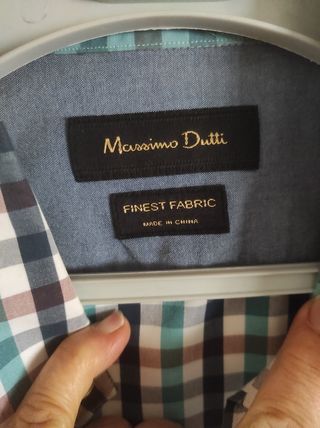 Massimo Dutti
FINEST FABRIC
MADE IN CHINA